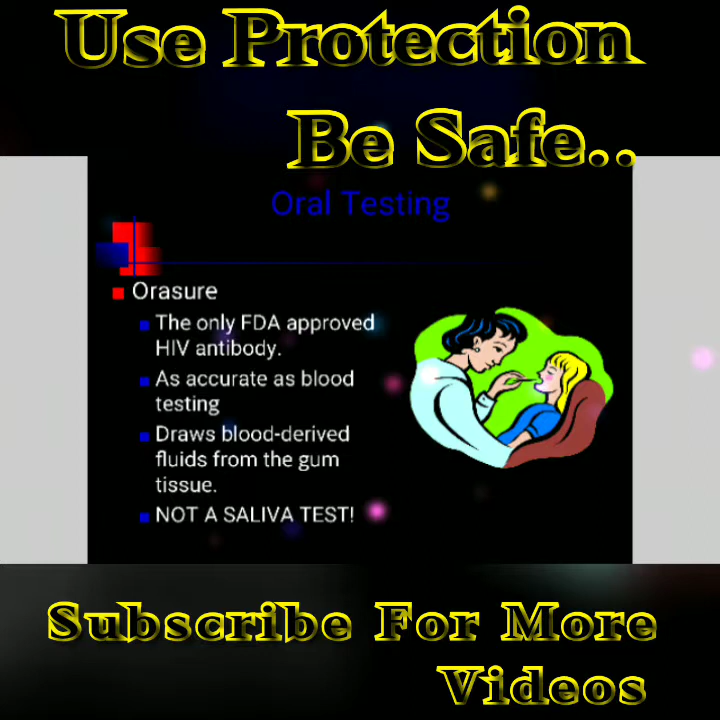 Use Protection
Be Safe..
Oral Testing
Orasure
The only FDA approved
HIV antibody.
As accurate as blood
testing
Draws blood-derived
fluids from the gum
tissue.
NOT A SALIVA TEST!
Subscribe For More
Videos